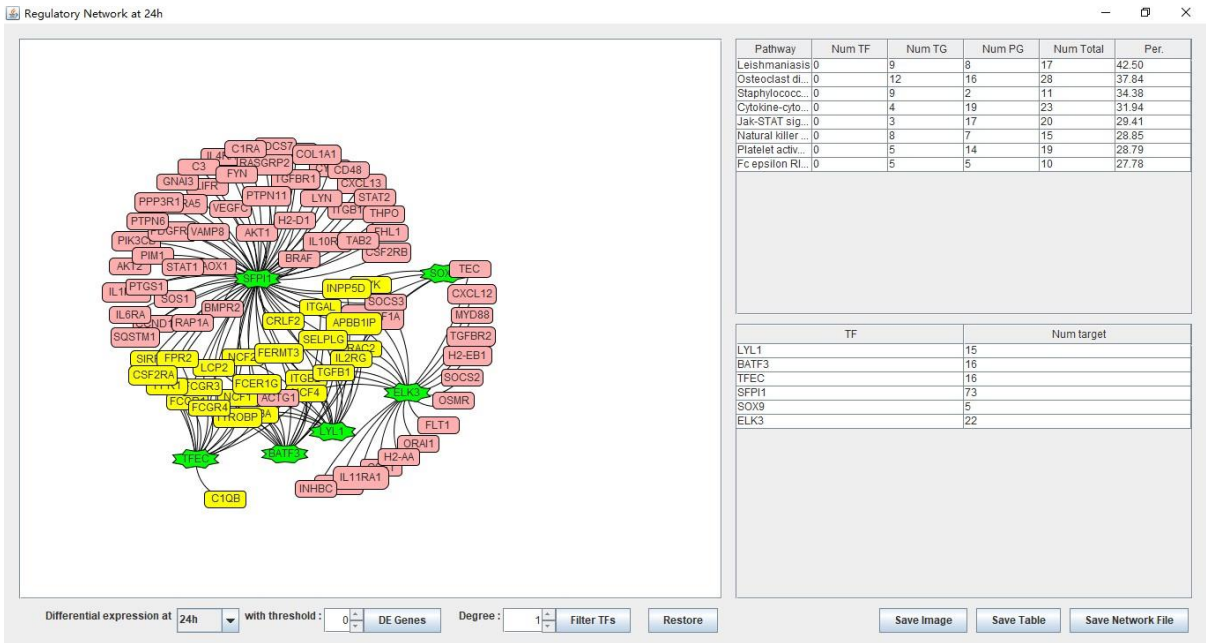 Regulatory Network at 24h
Pathway Num TF Num TG Num PG Num Total Per.
Leishmaniasis 0 9 8 17 42.50
Osteoclast di... 0 12 16 28 37.84
Staphylococc... 0 9 2 11 34.38
Cytokine-cyto... 0 4 19 23 31.94
Jak-STAT sig... 0 3 17 20 29.41
Natural killer ... 0 8 7 15 28.85
Platelet activ... 0 5 14 19 28.79
Fc epsilon RI... 0 5 5 10 27.78
TF Num target
LYL1 15
BATF3 16
TFEC 16
SFPI1 73
SOX9 5
ELK3 22
C1RA
COL1A1
RASGRP2
C3
FYN
TGFBR1
CD48
GNAI3
CXCL13
PTPN11
LYN
STAT2
PPP3R1
VEGFC
THPO
PTPN6
H2-D1
VAMP8
AKT1
TAB2
BRAF
CSF2RB
PIM1
STAT1
SFPI1
TEC
PTGS1
INPP5D
CXCL12
SOS1
BMPR2
ITGAL
SOCS3
IL6RA
RAP1A
CRLF2
APBB1IP
MYD88
SQSTM1
SELPLG
TGFBR2
FPR2
FERMT3
IL2RG
H2-EB1
CSF2RA
LCP2
TGFB1
SOCS2
FCGR3
FCER1G
ELK3
FCGR4
ACTG1
OSMR
TYROBP
LYL1
FLT1
TFEC
BATF3
ORAI1
H2-AA
IL11RA1
INHBC
C1QB
Differential expression at 24h with threshold : 0 DE Genes Degree : 1 Filter TFs Restore Save Image Save Table Save Network File